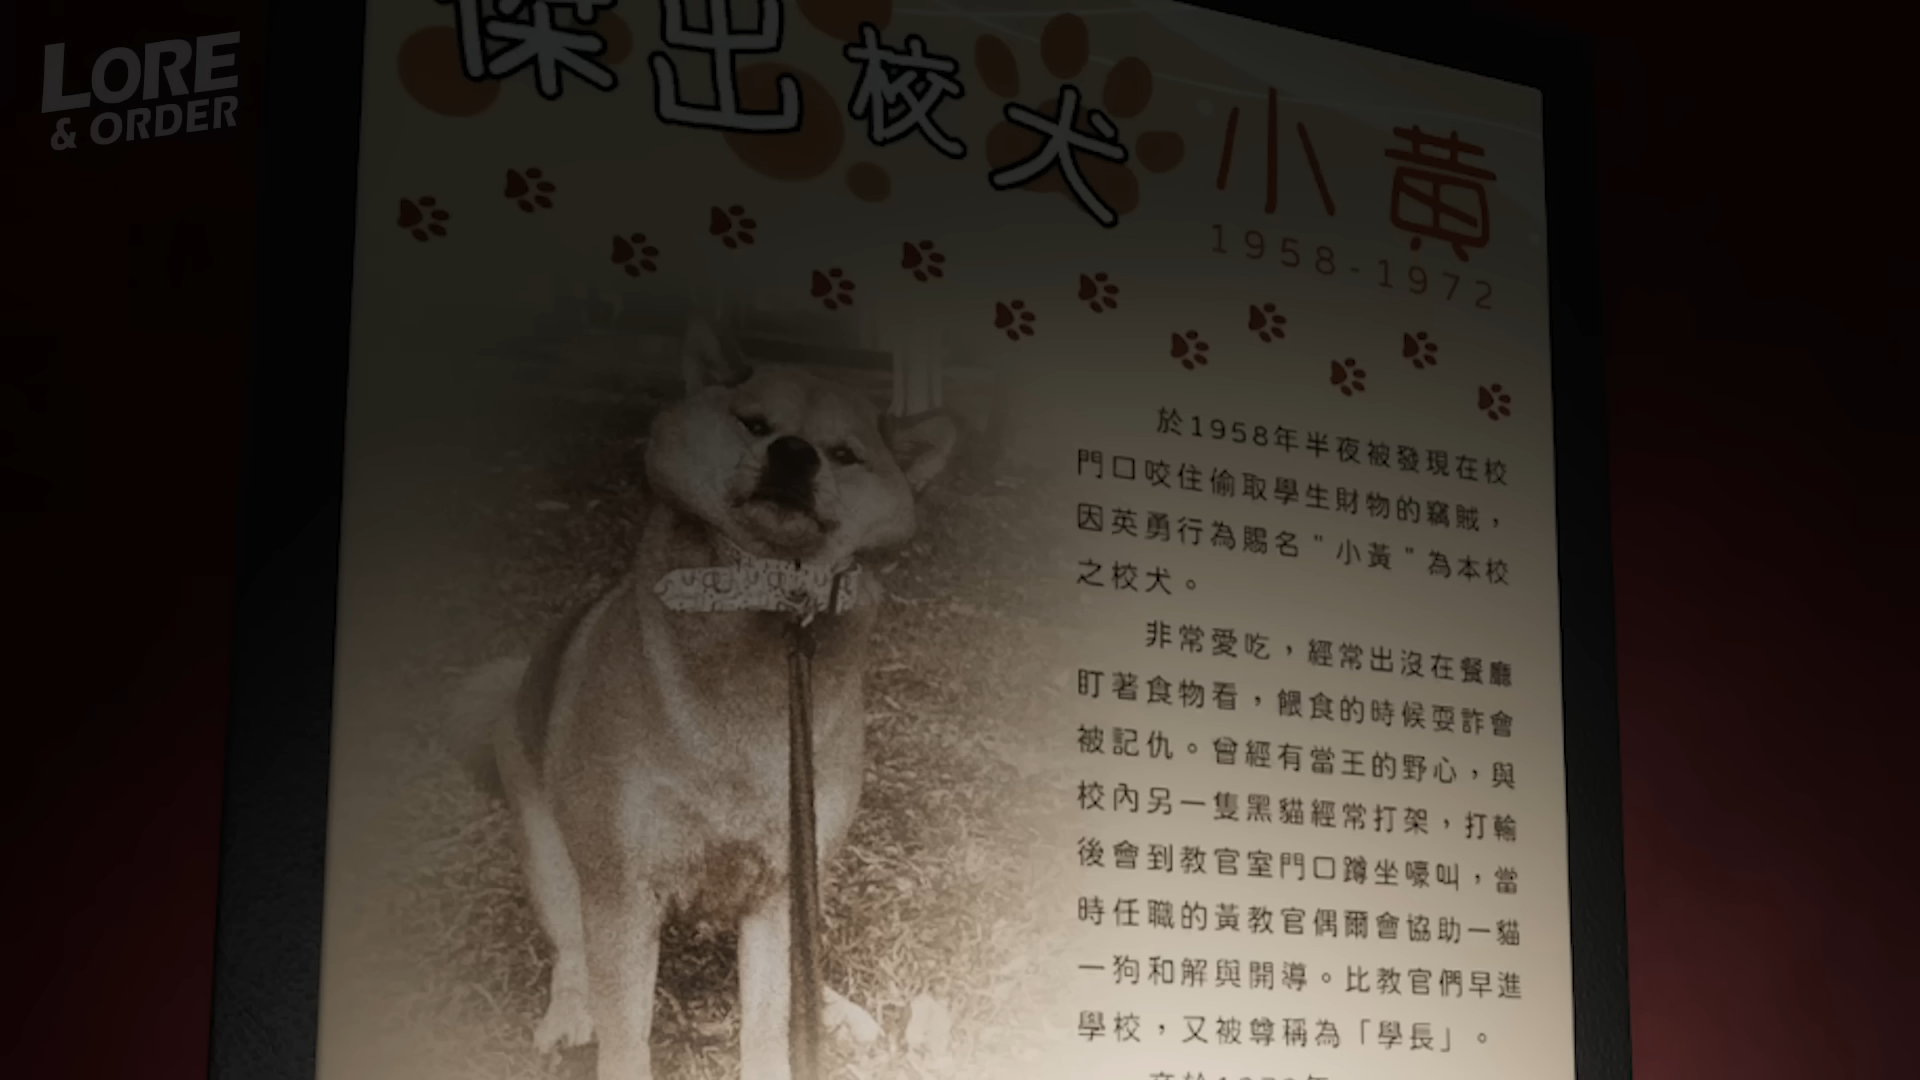 LORE
& ORDER
傑出校犬 小黃
1958-1972
於1958年半夜被發現在校
門口咬住偷取學生財物的竊賊，
因英勇行為賜名"小黃"為本校
之校犬。
非常愛吃，經常出沒在餐廳
盯著食物看，餵食的時候耍詐會
被記仇。曾經有當王的野心，與
校內另一隻黑貓經常打架，打輸
後會到教官室門口蹲坐嚎叫，當
時任職的黃教官偶爾會協助一貓
一狗和解與開導。比教官們早進
學校，又被尊稱為「學長」。